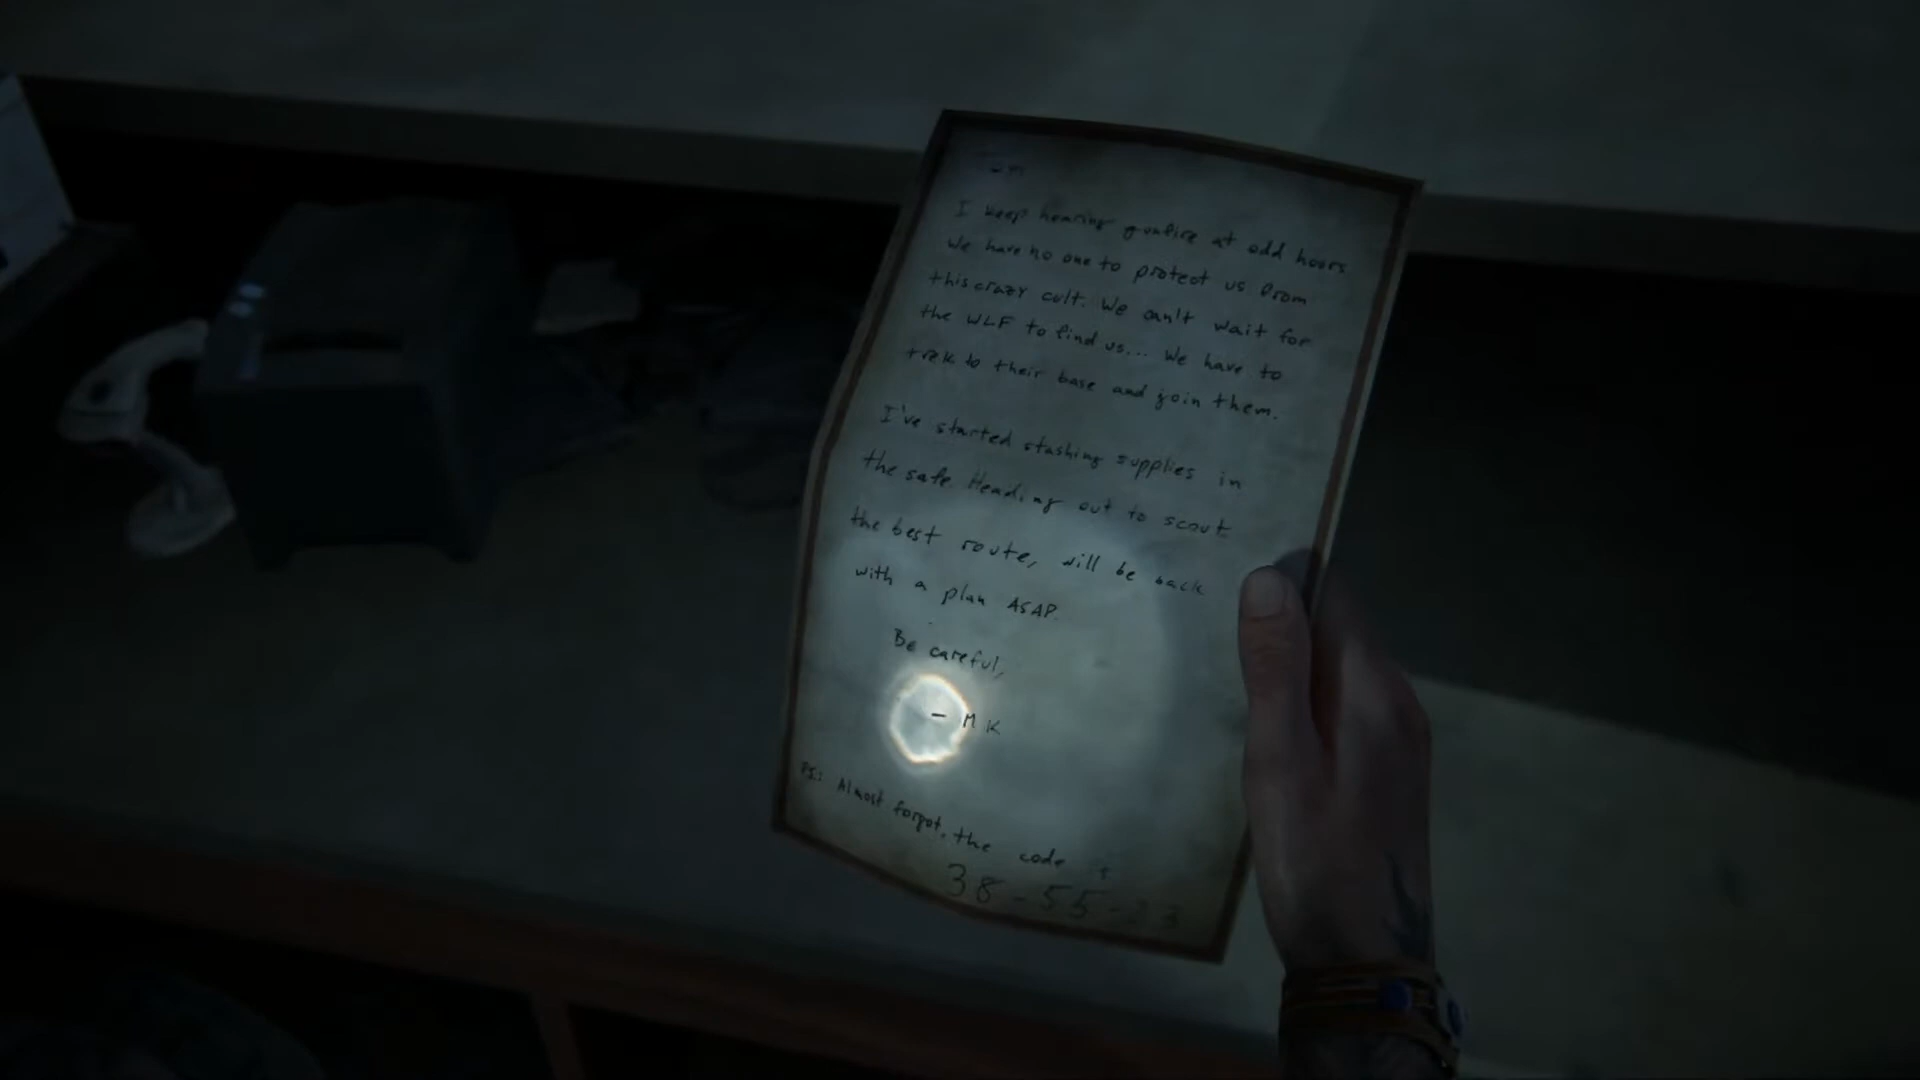 I keep hearing gunfire at odd hours
We have no one to protect us from
this crazy cult. We can't wait for
the WLF to find us... We have to
trek to their base and join them.
I've started stashing supplies in
the safe. Heading out to scout
the best route, will be back
with a plan ASAP.
Be careful,
- MK
PS.: Almost forgot, the code is
38-55-23